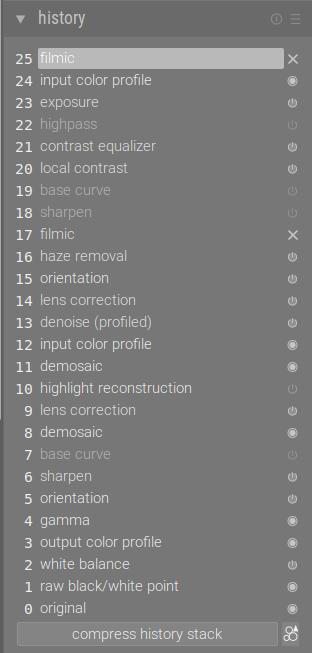 history
25 filmic
24 input color profile
23 exposure
22 highpass
21 contrast equalizer
20 local contrast
19 base curve
18 sharpen
17 filmic
16 haze removal
15 orientation
14 lens correction
13 denoise (profiled)
12 input color profile
11 demosaic
10 highlight reconstruction
9 lens correction
8 demosaic
7 base curve
6 sharpen
5 orientation
4 gamma
3 output color profile
2 white balance
1 raw black/white point
0 original
compress history stack